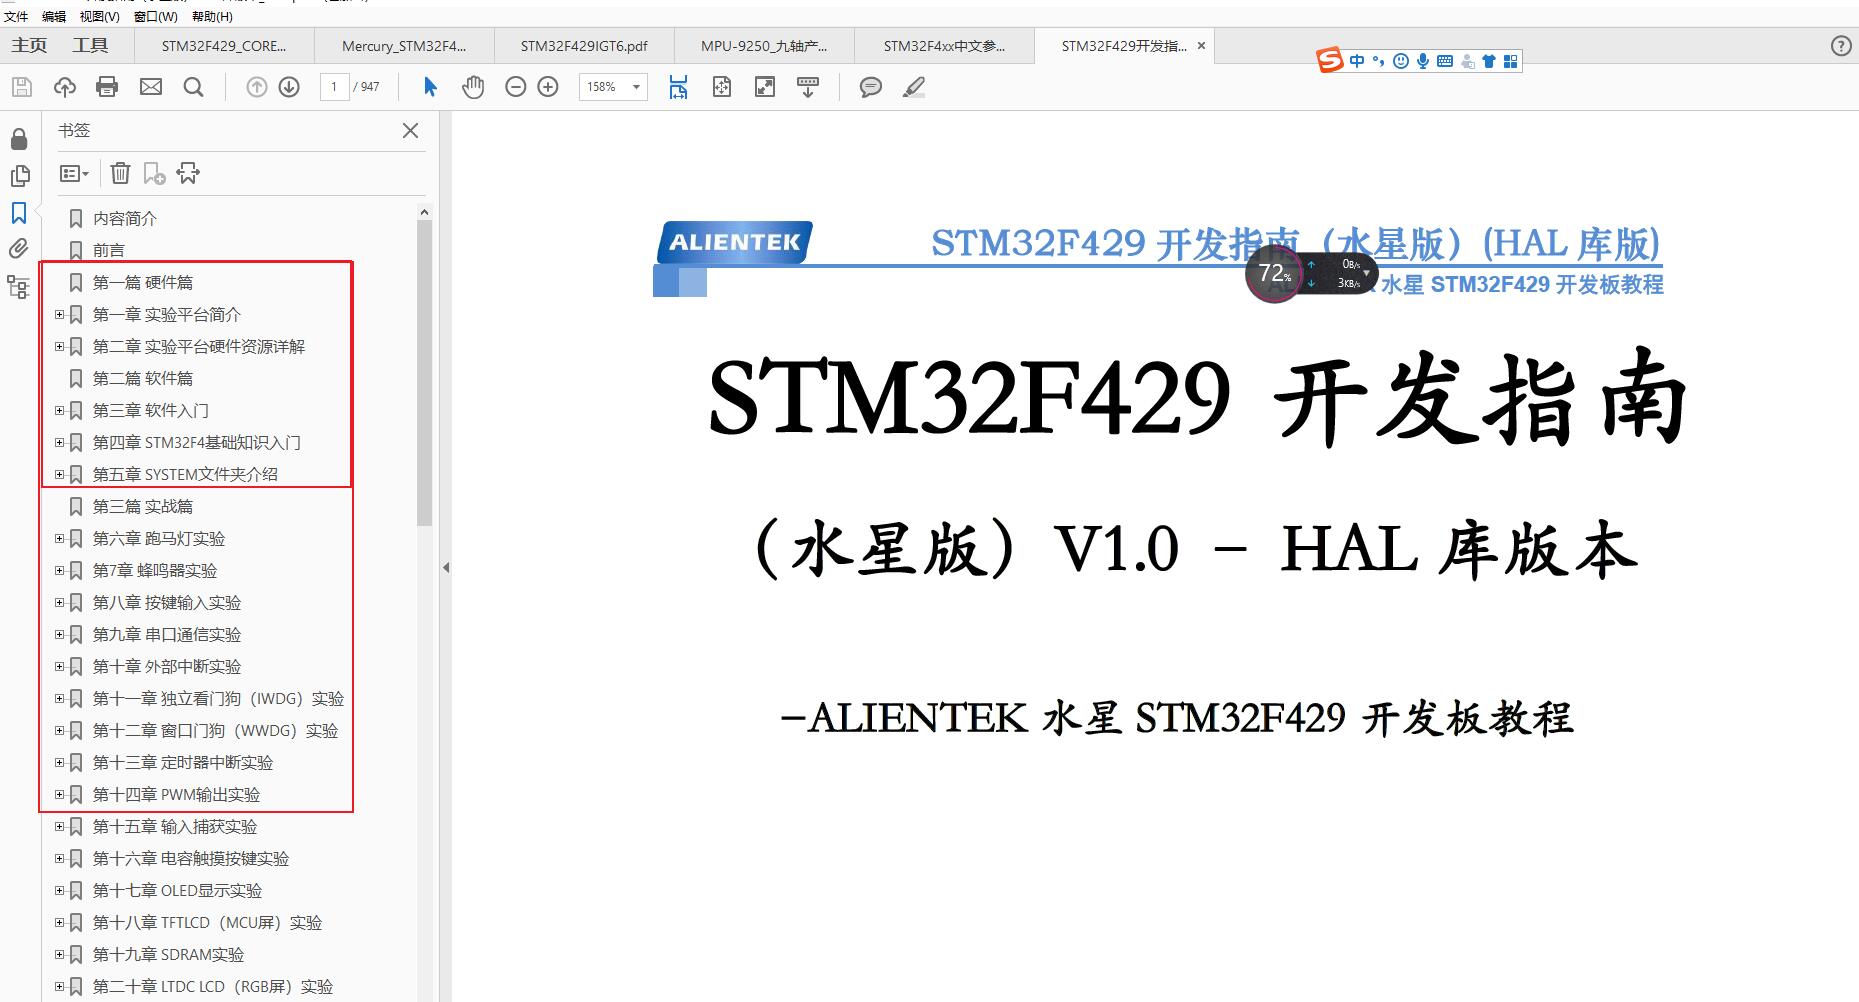 文件 编辑 视图(V) 窗口(W) 帮助(H)
主页 工具 STM32F429_CORE... Mercury_STM32F4... STM32F429IGT6.pdf MPU-9250_九轴产... STM32F4xx中文参... STM32F429开发指... ×
中
1 / 947 158%
书签
内容简介
前言
第一篇 硬件篇
第一章 实验平台简介
第二章 实验平台硬件资源详解
第二篇 软件篇
第三章 软件入门
第四章 STM32F4基础知识入门
第五章 SYSTEM文件夹介绍
第三篇 实战篇
第六章 跑马灯实验
第7章 蜂鸣器实验
第八章 按键输入实验
第九章 串口通信实验
第十章 外部中断实验
第十一章 独立看门狗（IWDG）实验
第十二章 窗口门狗（WWDG）实验
第十三章 定时器中断实验
第十四章 PWM输出实验
第十五章 输入捕获实验
第十六章 电容触摸按键实验
第十七章 OLED显示实验
第十八章 TFTLCD（MCU屏）实验
第十九章 SDRAM实验
第二十章 LTDC LCD（RGB屏）实验
ALIENTEK
STM32F429 开发指南（水星版）(HAL 库版)
72% 0B/s
3KB/s
水星 STM32F429 开发板教程
STM32F429 开发指南
（水星版）V1.0 – HAL 库版本
–ALIENTEK 水星 STM32F429 开发板教程